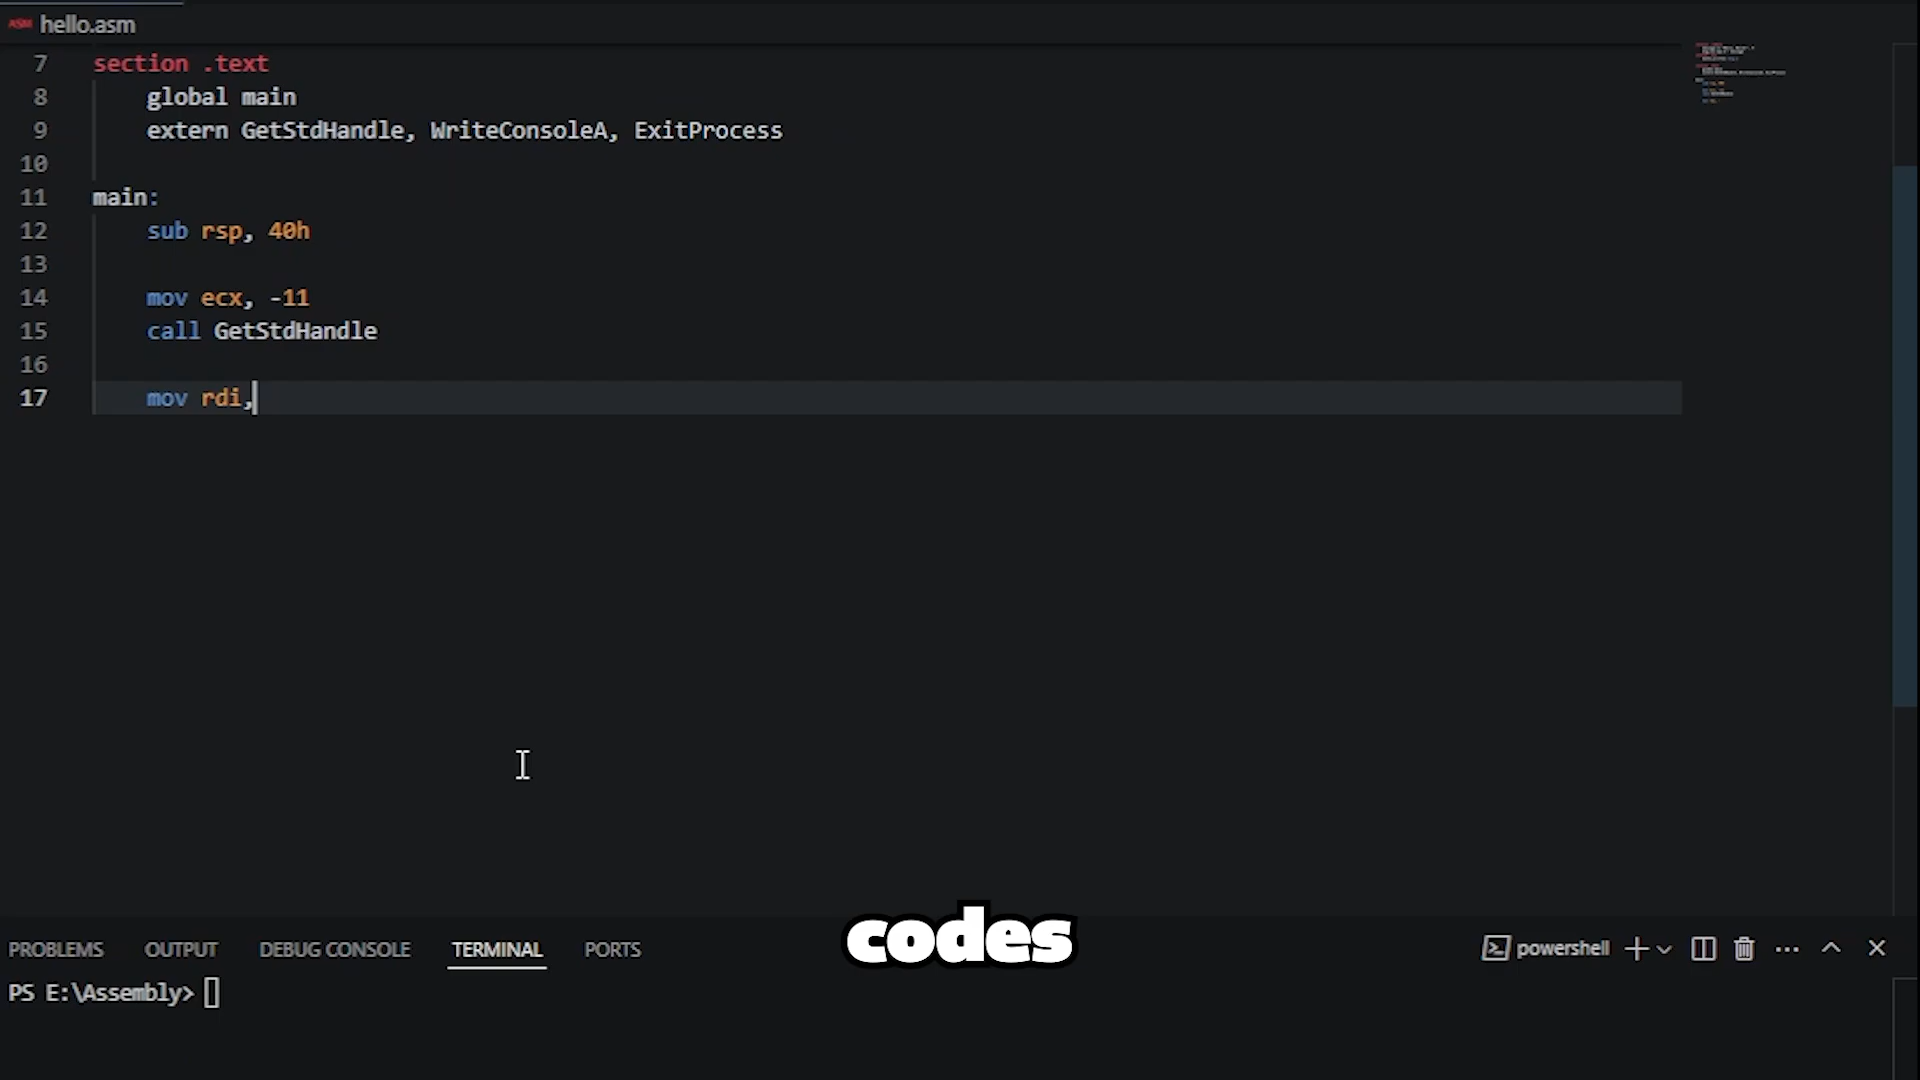 ASM hello.asm
7 section .text
8 global main
9 extern GetStdHandle, WriteConsoleA, ExitProcess
10
11 main:
12 sub rsp, 40h
13
14 mov ecx, -11
15 call GetStdHandle
16
17 mov rdi,
codes
PROBLEMS OUTPUT DEBUG CONSOLE TERMINAL PORTS powershell
PS E:\Assembly>